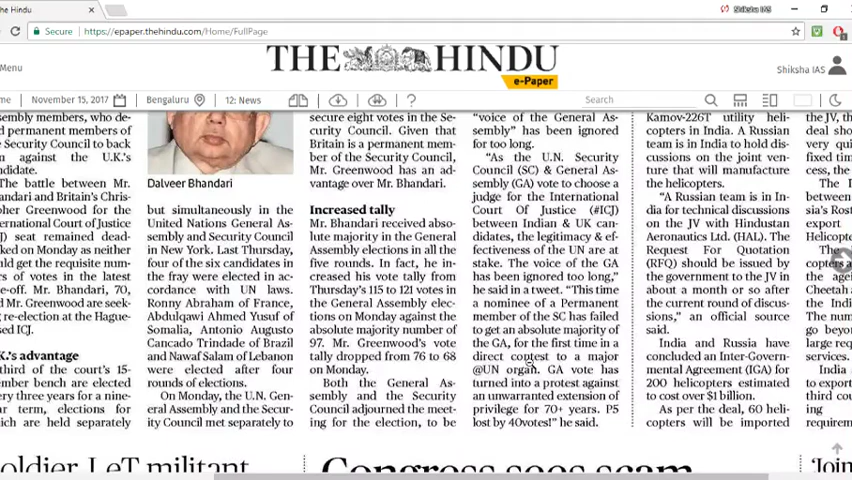 he Hindu
Shiksha IAS
Secure
https://epaper.thehindu.com/Home/FullPage
Menu
THE HINDU
e-Paper
Shiksha IAS
me
November 15, 2017
Bengaluru
12: News
Search
sembly members, who de-
d permanent members of
e Security Council to back
n against the U.K.'s
ndidate.
The battle between Mr.
andari and Britain's Chris-
pher Greenwood for the
ternational Court of Justice
J) seat remained dead-
ked on Monday as neither
uld get the requisite num-
rs of votes in the latest
e-off. Mr. Bhandari, 70,
d Mr. Greenwood are seek-
g re-election at the Hague-
sed ICJ.
K.'s advantage
third of the court's 15-
ember bench are elected
ery three years for a nine-
ar term, elections for
hich are held separately
Dalveer Bhandari
but simultaneously in the
United Nations General As-
sembly and Security Council
in New York. Last Thursday,
four of the six candidates in
the fray were elected in ac-
cordance with UN laws.
Ronny Abraham of France,
Abdulqawi Ahmed Yusuf of
Somalia, Antonio Augusto
Cancado Trindade of Brazil
and Nawaf Salam of Lebanon
were elected after four
rounds of elections.
On Monday, the U.N. Gen-
eral Assembly and the Secur-
ity Council met separately to
secure eight votes in the Se-
curity Council. Given that
Britain is a permanent mem-
ber of the Security Council,
Mr. Greenwood has an ad-
vantage over Mr. Bhandari.
Increased tally
Mr. Bhandari received abso-
lute majority in the General
Assembly elections in all the
five rounds. In fact, he in-
creased his vote tally from
Thursday's 115 to 121 votes in
the General Assembly elec-
tions on Monday against the
absolute majority number of
97. Mr. Greenwood's vote
tally dropped from 76 to 68
on Monday.
Both the General As-
sembly and the Security
Council adjourned the meet-
ing for the election, to be
"voice of the General As-
sembly" has been ignored
for too long.
"As the U.N. Security
Council (SC) & General As-
sembly (GA) vote to choose a
judge for the International
Court Of Justice (#ICJ)
between Indian & UK can-
didates, the legitimacy & ef-
fectiveness of the UN are at
stake. The voice of the GA
has been ignored too long,"
he said in a tweet. "This time
a nominee of a Permanent
member of the SC has failed
to get an absolute majority of
the GA, for the first time in a
direct contest to a major
@UN organ. GA vote has
turned into a protest against
an unwarranted extension of
privilege for 70+ years. P5
lost by 40votes!" he said.
Kamov-226T utility heli-
copters in India. A Russian
team is in India to hold dis-
cussions on the joint ven-
ture that will manufacture
the helicopters.
"A Russian team is in In-
dia for technical discussions
on the JV with Hindustan
Aeronautics Ltd. (HAL). The
Request For Quotation
(RFQ) should be issued by
the government to the JV in
about a month or so after
the current round of discus-
sions," an official source
said.
India and Russia have
concluded an Inter-Govern-
mental Agreement (IGA) for
200 helicopters estimated
to cost over $1 billion.
As per the deal, 60 heli-
copters will be imported
the JV, th
deal sho
very qui
fixed tim
cess, the
The I
between
ia's Rost
export
Helicopt
The
copters a
the agei
Cheetah a
the India
The num
go beyon
large req
services.
India
to export
third cou
ing
requirem
oldier, LeT militant
Congress sees scam
Join